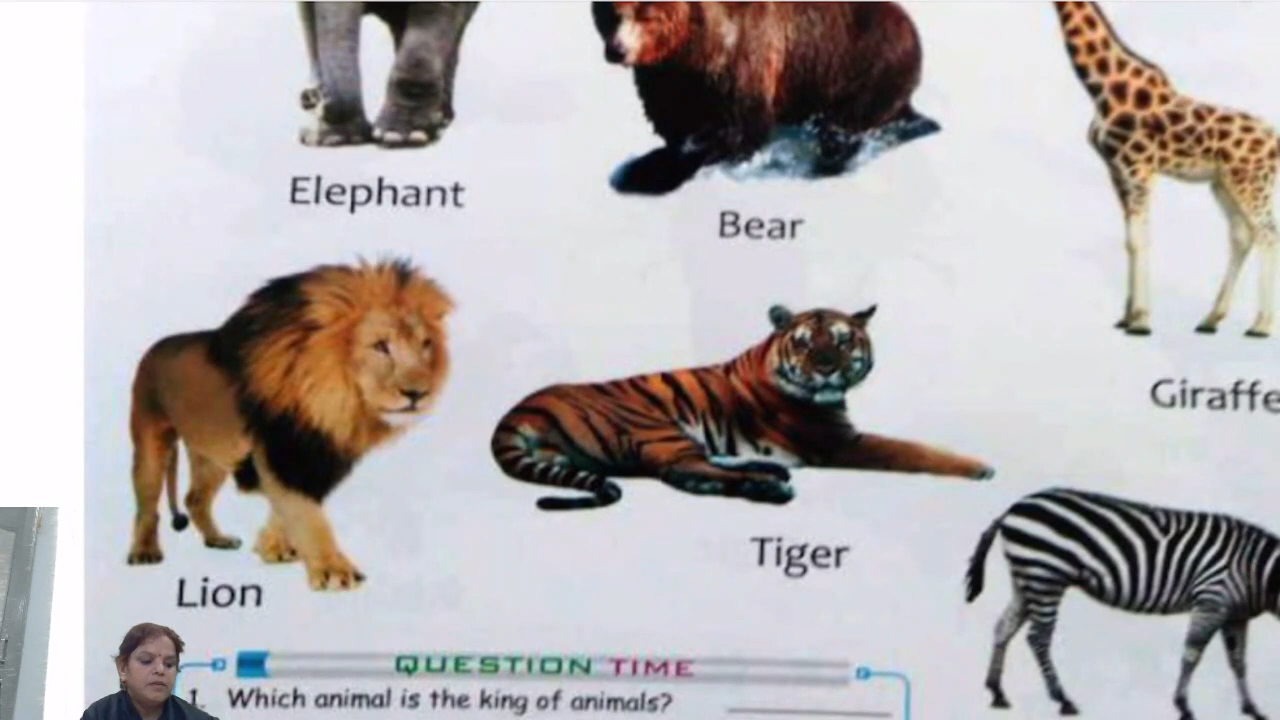 Elephant
Bear
Giraffe
Lion
Tiger
QUESTION TIME
1. Which animal is the king of animals?